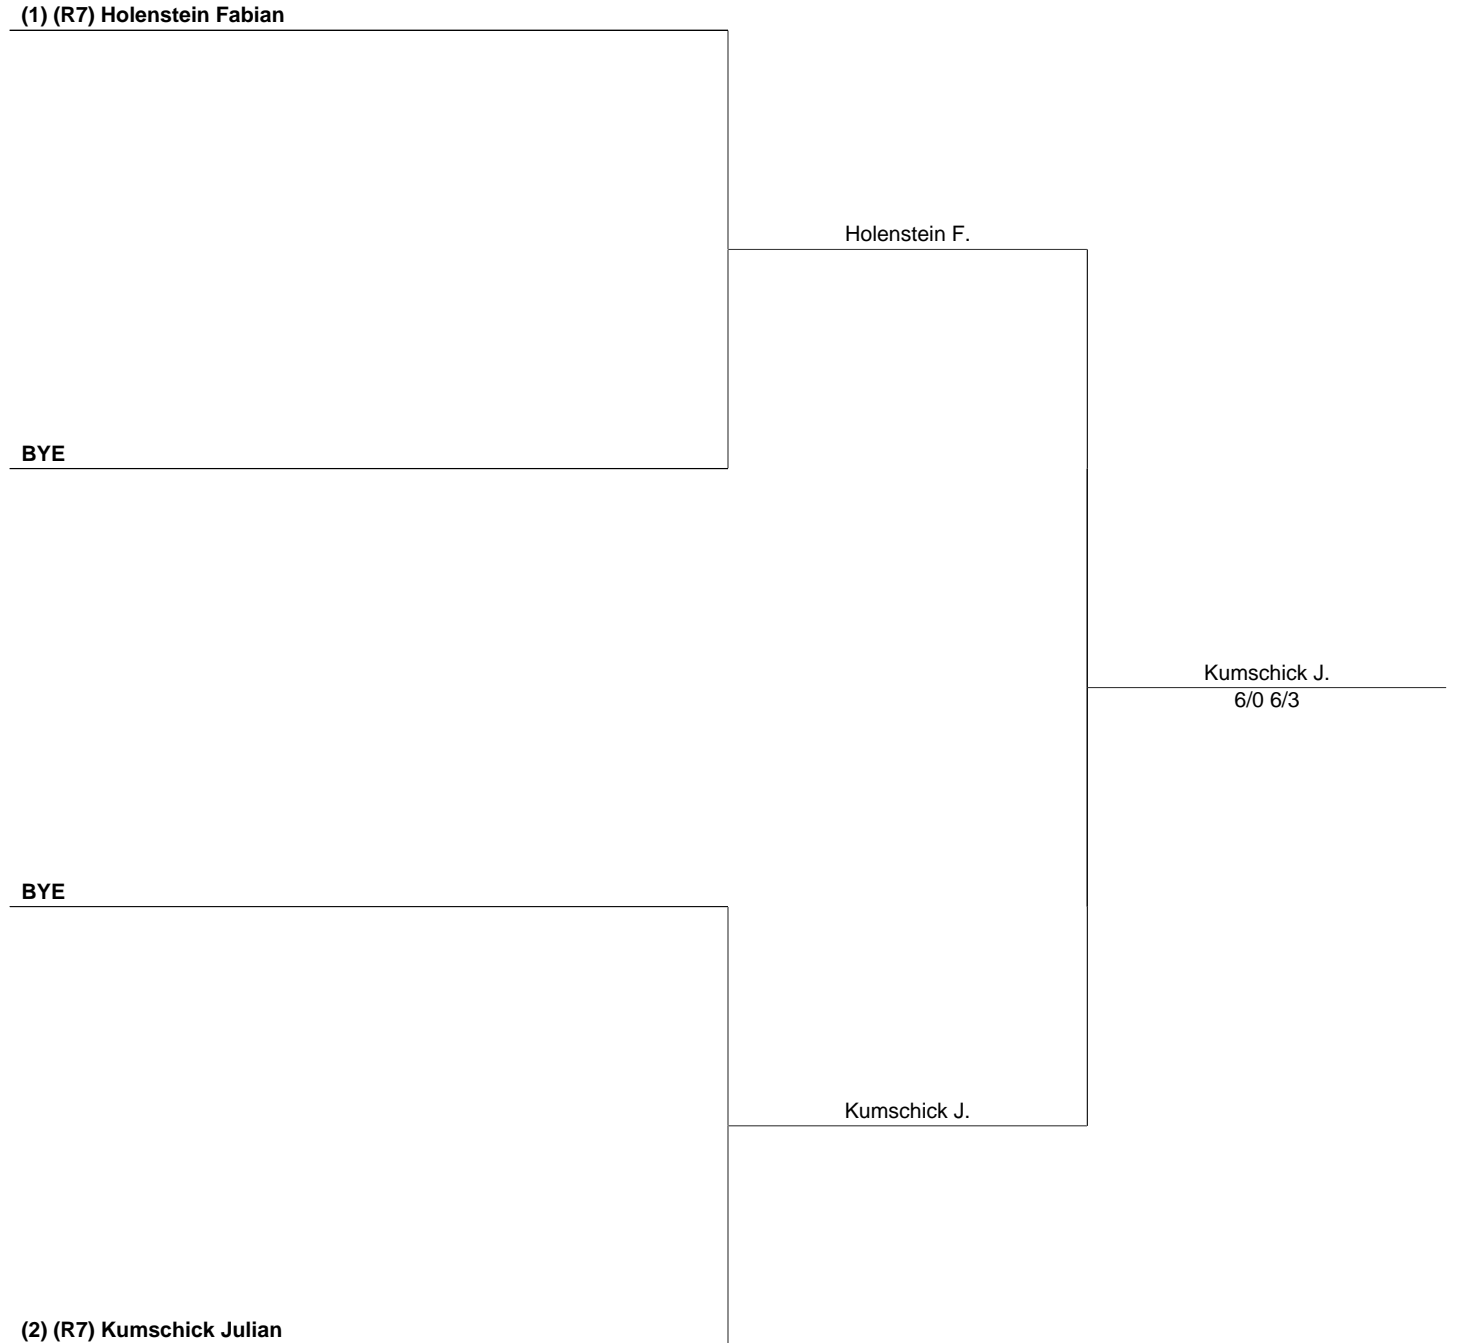 (1) (R7) Holenstein Fabian
Holenstein F.
BYE
Kumschick J.
6/0 6/3
BYE
Kumschick J.
(2) (R7) Kumschick Julian